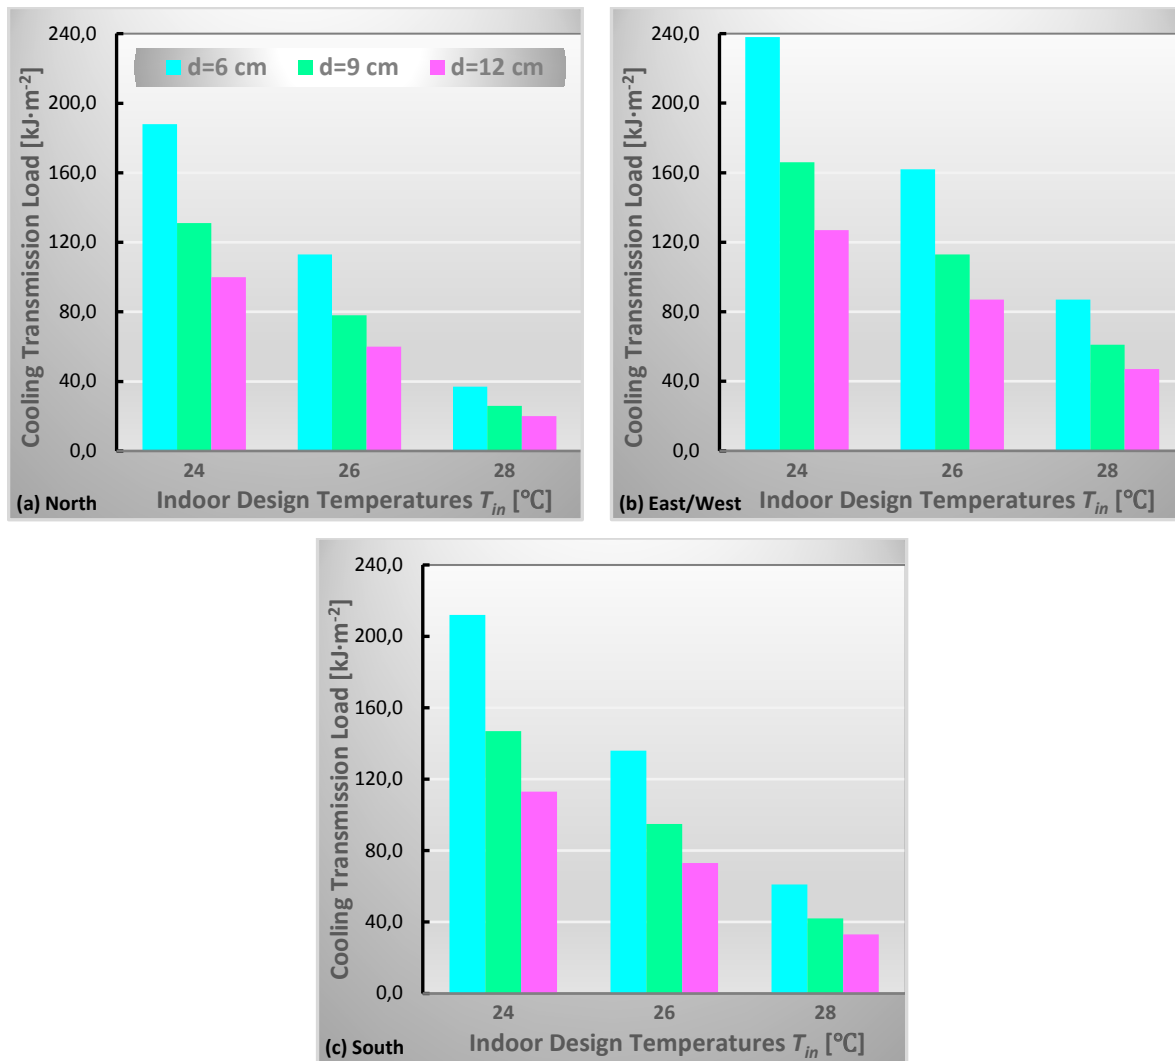 240,0
200,0
160,0
120,0
80,0
40,0
0,0
Cooling Transmission Load [kJ·m-2]
d=6 cm d=9 cm d=12 cm
24 26 28
(a) North Indoor Design Temperatures Tin [℃]
240,0
200,0
160,0
120,0
80,0
40,0
0,0
Cooling Transmission Load [kJ·m-2]
24 26 28
(b) East/West Indoor Design Temperatures Tin [℃]
240,0
200,0
160,0
120,0
80,0
40,0
0,0
Cooling Transmission Load [kJ·m-2]
24 26 28
(c) South Indoor Design Temperatures Tin [℃]